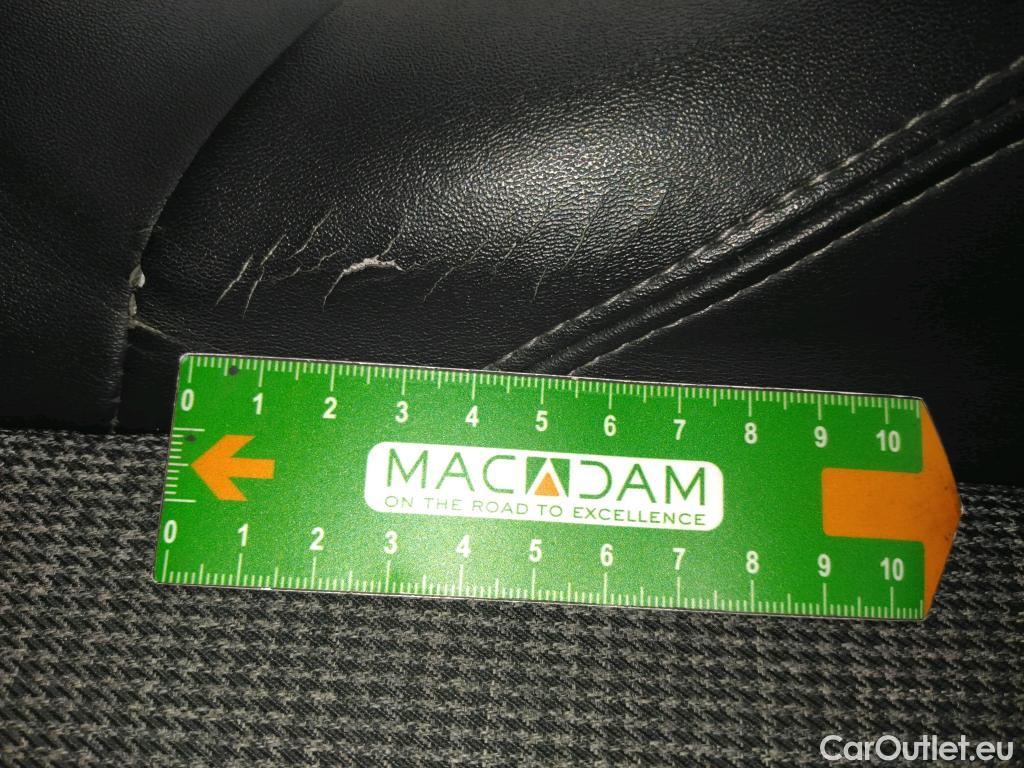 0 1 2 3 4 5 6 7 8 9 10
MACADAM
ON THE ROAD TO EXCELLENCE
0 1 2 3 4 5 6 7 8 9 10
CarOutlet.eu